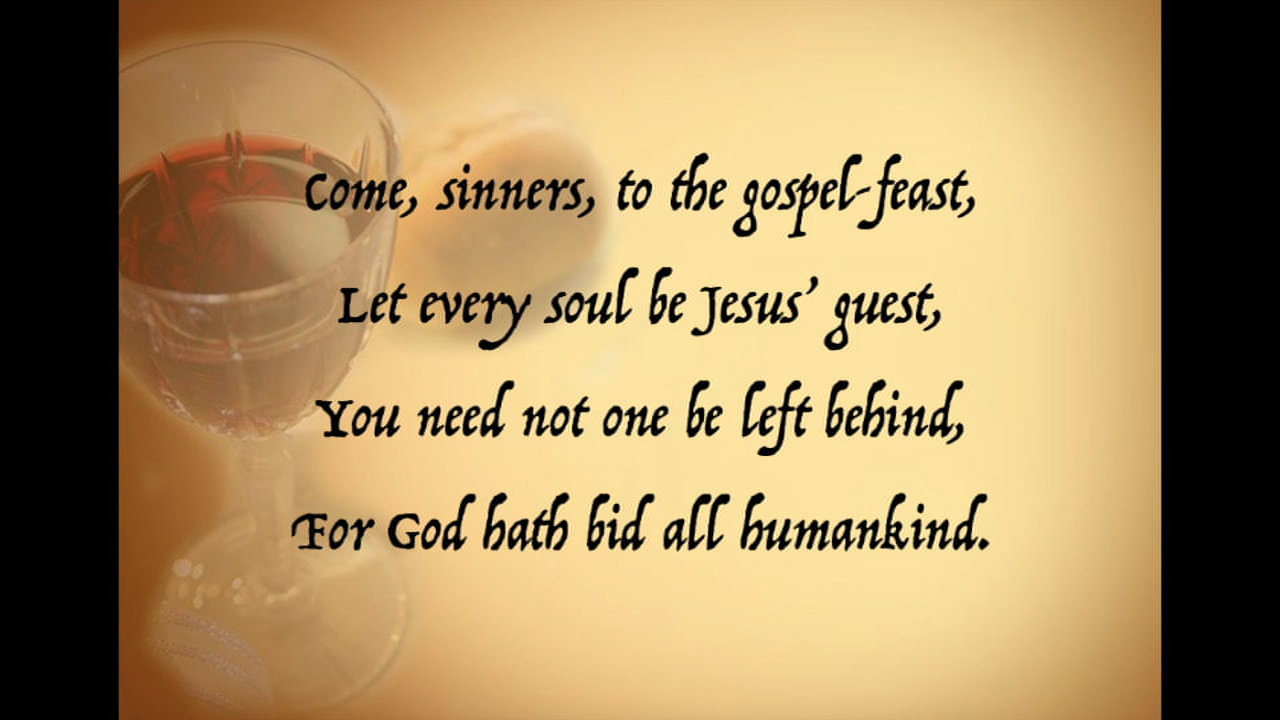 Come, sinners, to the gospel-feast,
Let every soul be Jesus’ guest,
You need not one be left behind,
For God hath bid all humankind.